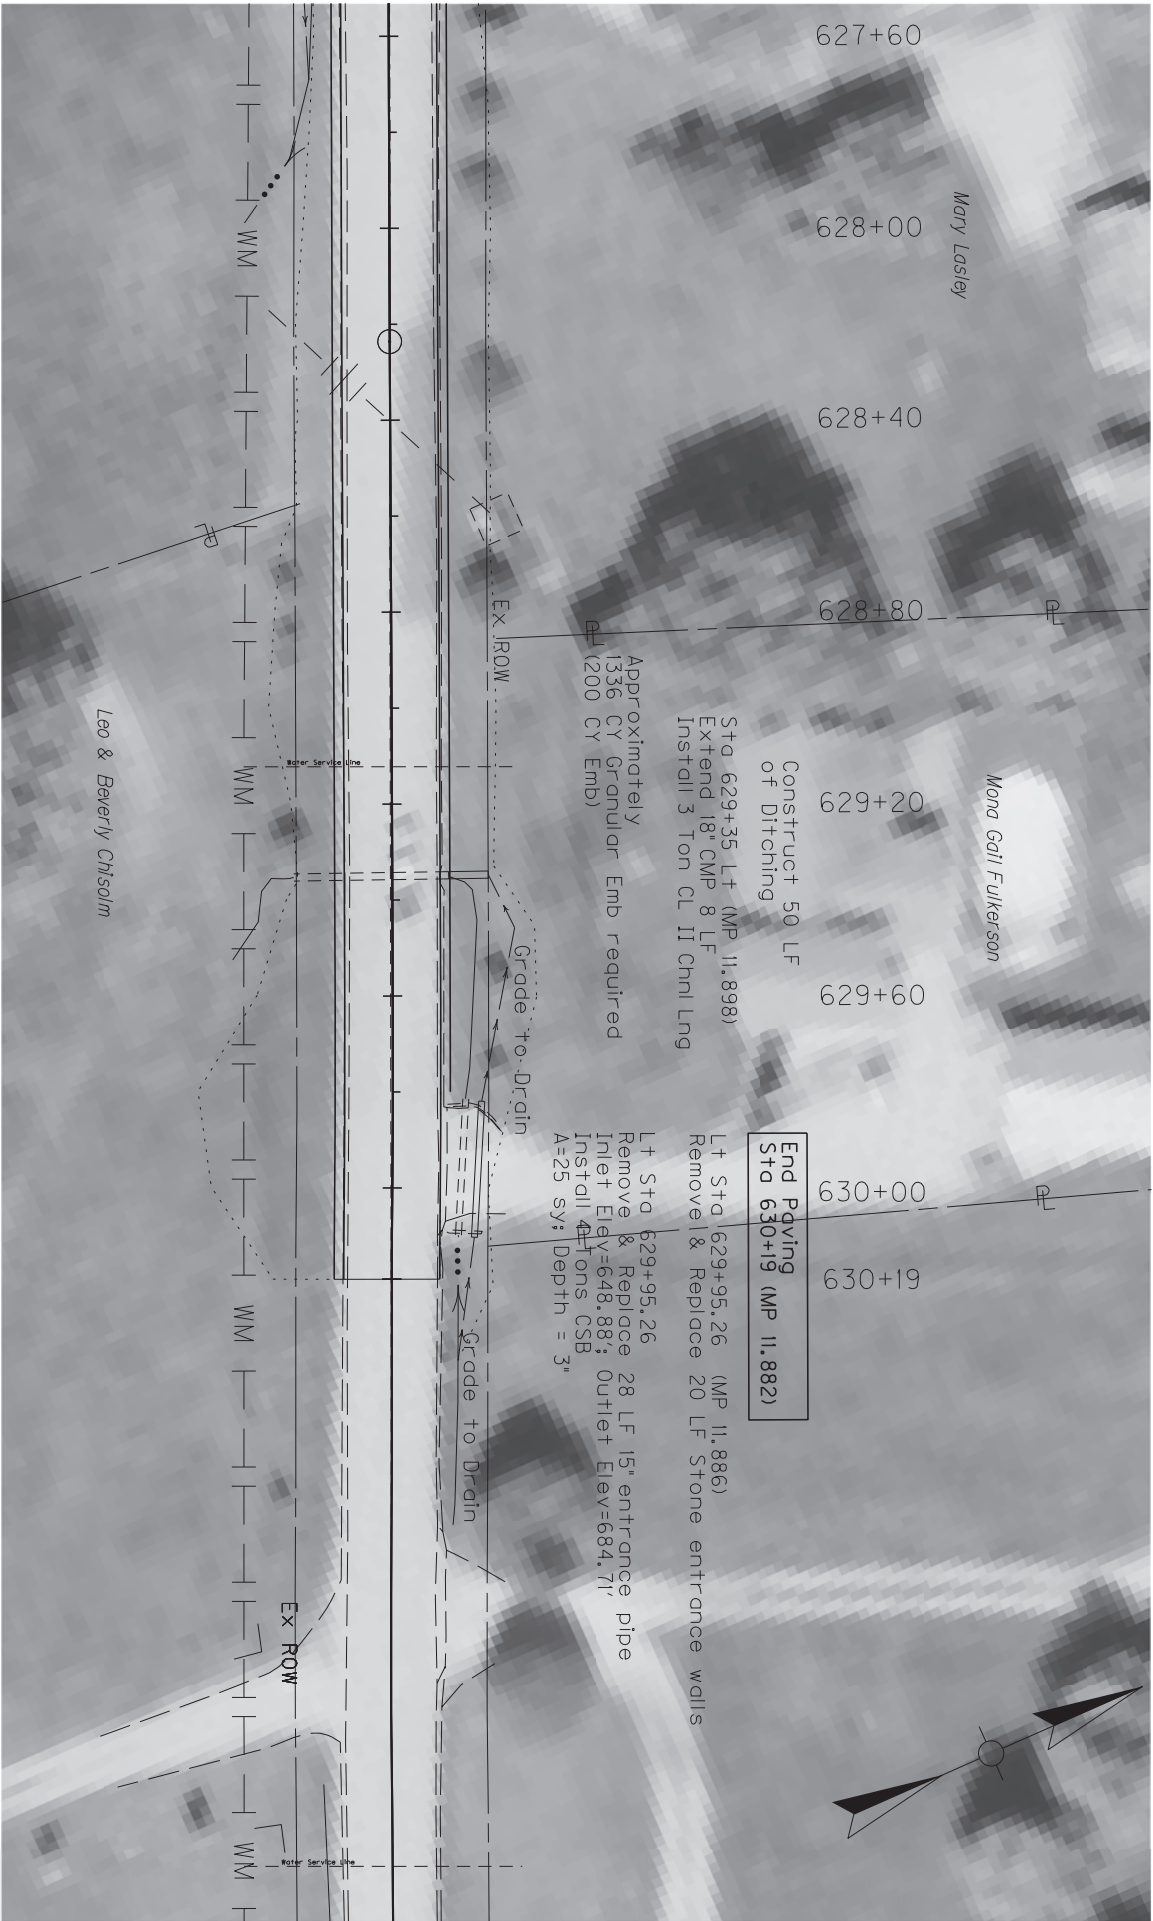 627+60
628+00
628+40
628+80
629+20
629+60
630+00
630+19
Mary Lasley
Mona Gail Fulkerson
Leo & Beverly Chisolm
Construct 50 LF
of Ditching
Sta 629+35 Lt (MP 11.898)
Extend 18" CMP 8 LF
Install 3 Ton CL II Chnl Lng
Approximately
1336 CY Granular Emb required
(200 CY Emb)
End Paving
Sta 630+19 (MP 11.882)
Lt Sta 629+95.26 (MP 11.886)
Remove & Replace 20 LF Stone entrance walls
Lt Sta 629+95.26
Remove & Replace 28 LF 15" entrance pipe
Inlet Elev=648.88'; Outlet Elev=684.71'
Install 4 Tons CSB
A=25 sy; Depth = 3"
Grade to Drain
Grade to Drain
Ex ROW
Ex ROW
Water Service Line
Water Service Line
WM
WM
WM
WM
PL
PL
PL
PL
PL